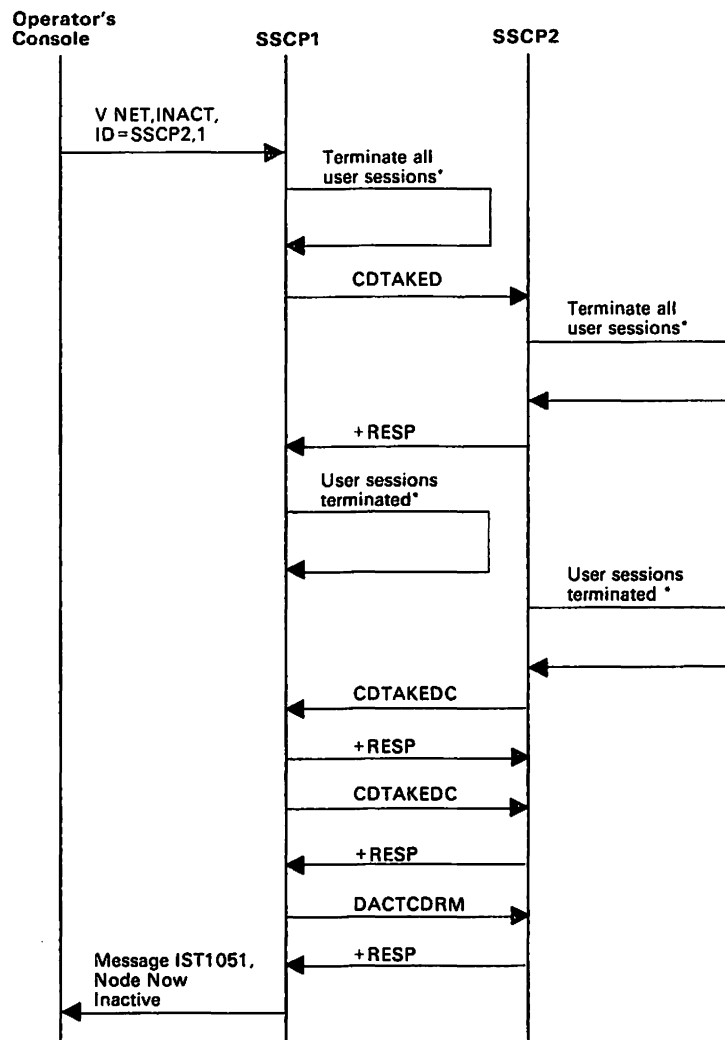 Operator's
Console
SSCP1
SSCP2
V NET,INACT,
ID=SSCP2,1
Terminate all
user sessions*
CDTAKED
Terminate all
user sessions*
+RESP
User sessions
terminated*
User sessions
terminated *
CDTAKEDC
+RESP
CDTAKEDC
+RESP
DACTCDRM
+RESP
Message IST1051,
Node Now
Inactive